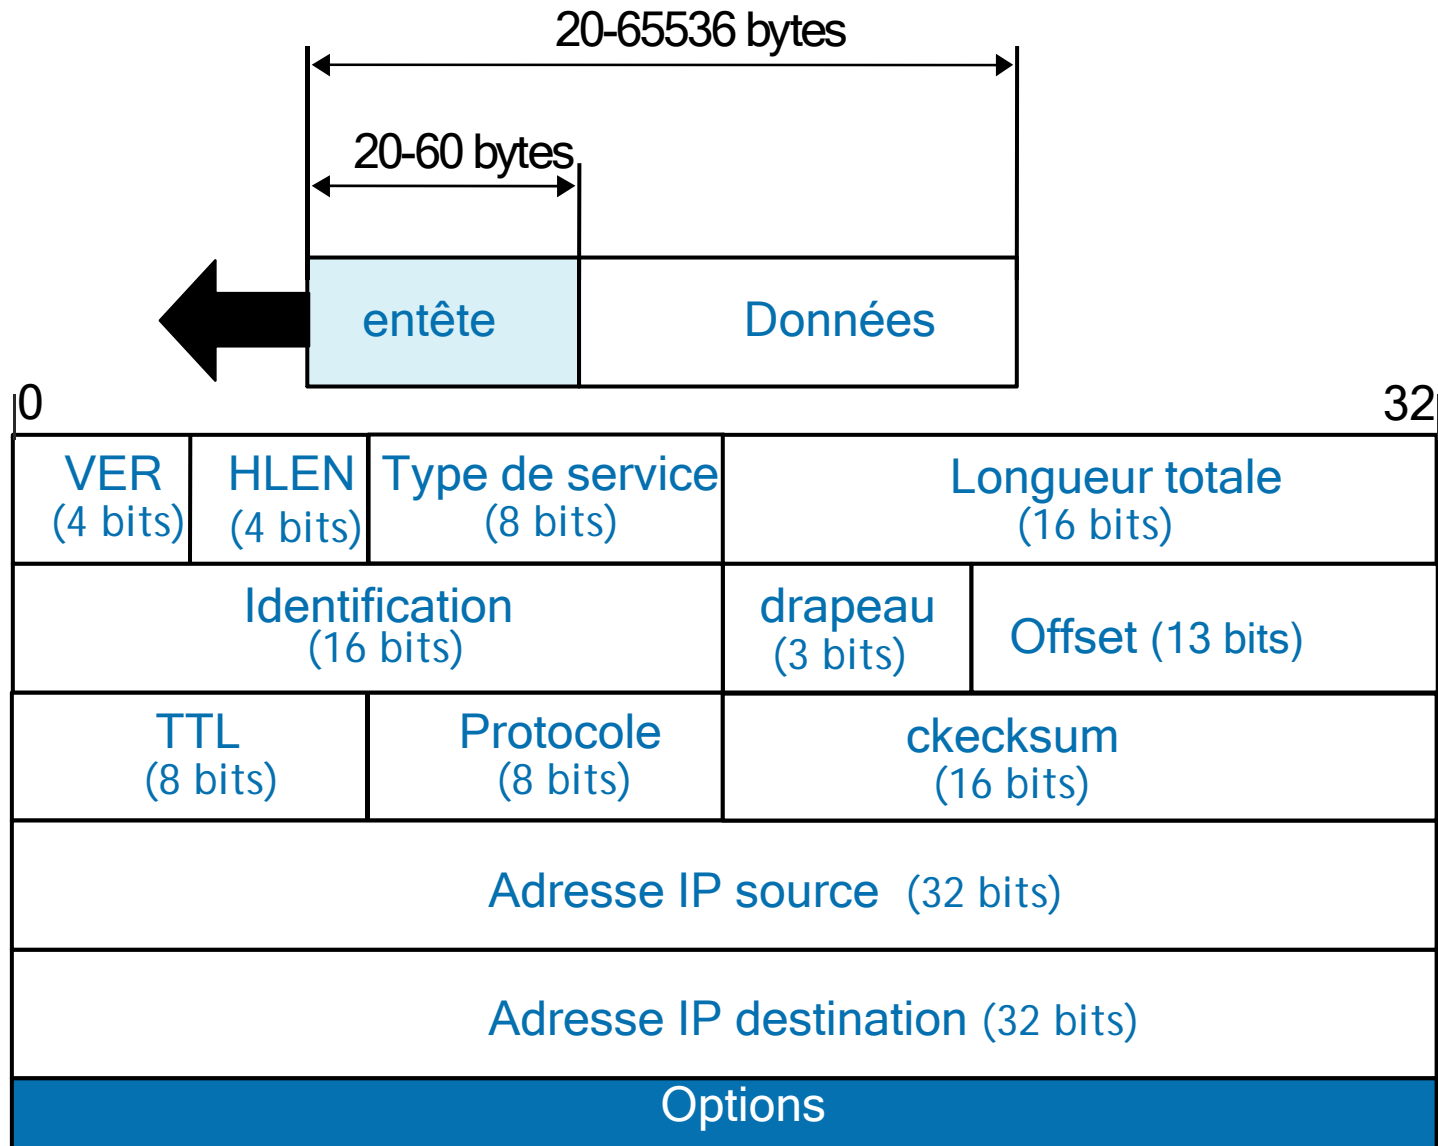 20-65536 bytes
20-60 bytes
entête
Données
0
32
VER
(4 bits)
HLEN
(4 bits)
Type de service
(8 bits)
Longueur totale
(16 bits)
Identification
(16 bits)
drapeau
(3 bits)
Offset (13 bits)
TTL
(8 bits)
Protocole
(8 bits)
ckecksum
(16 bits)
Adresse IP source (32 bits)
Adresse IP destination (32 bits)
Options